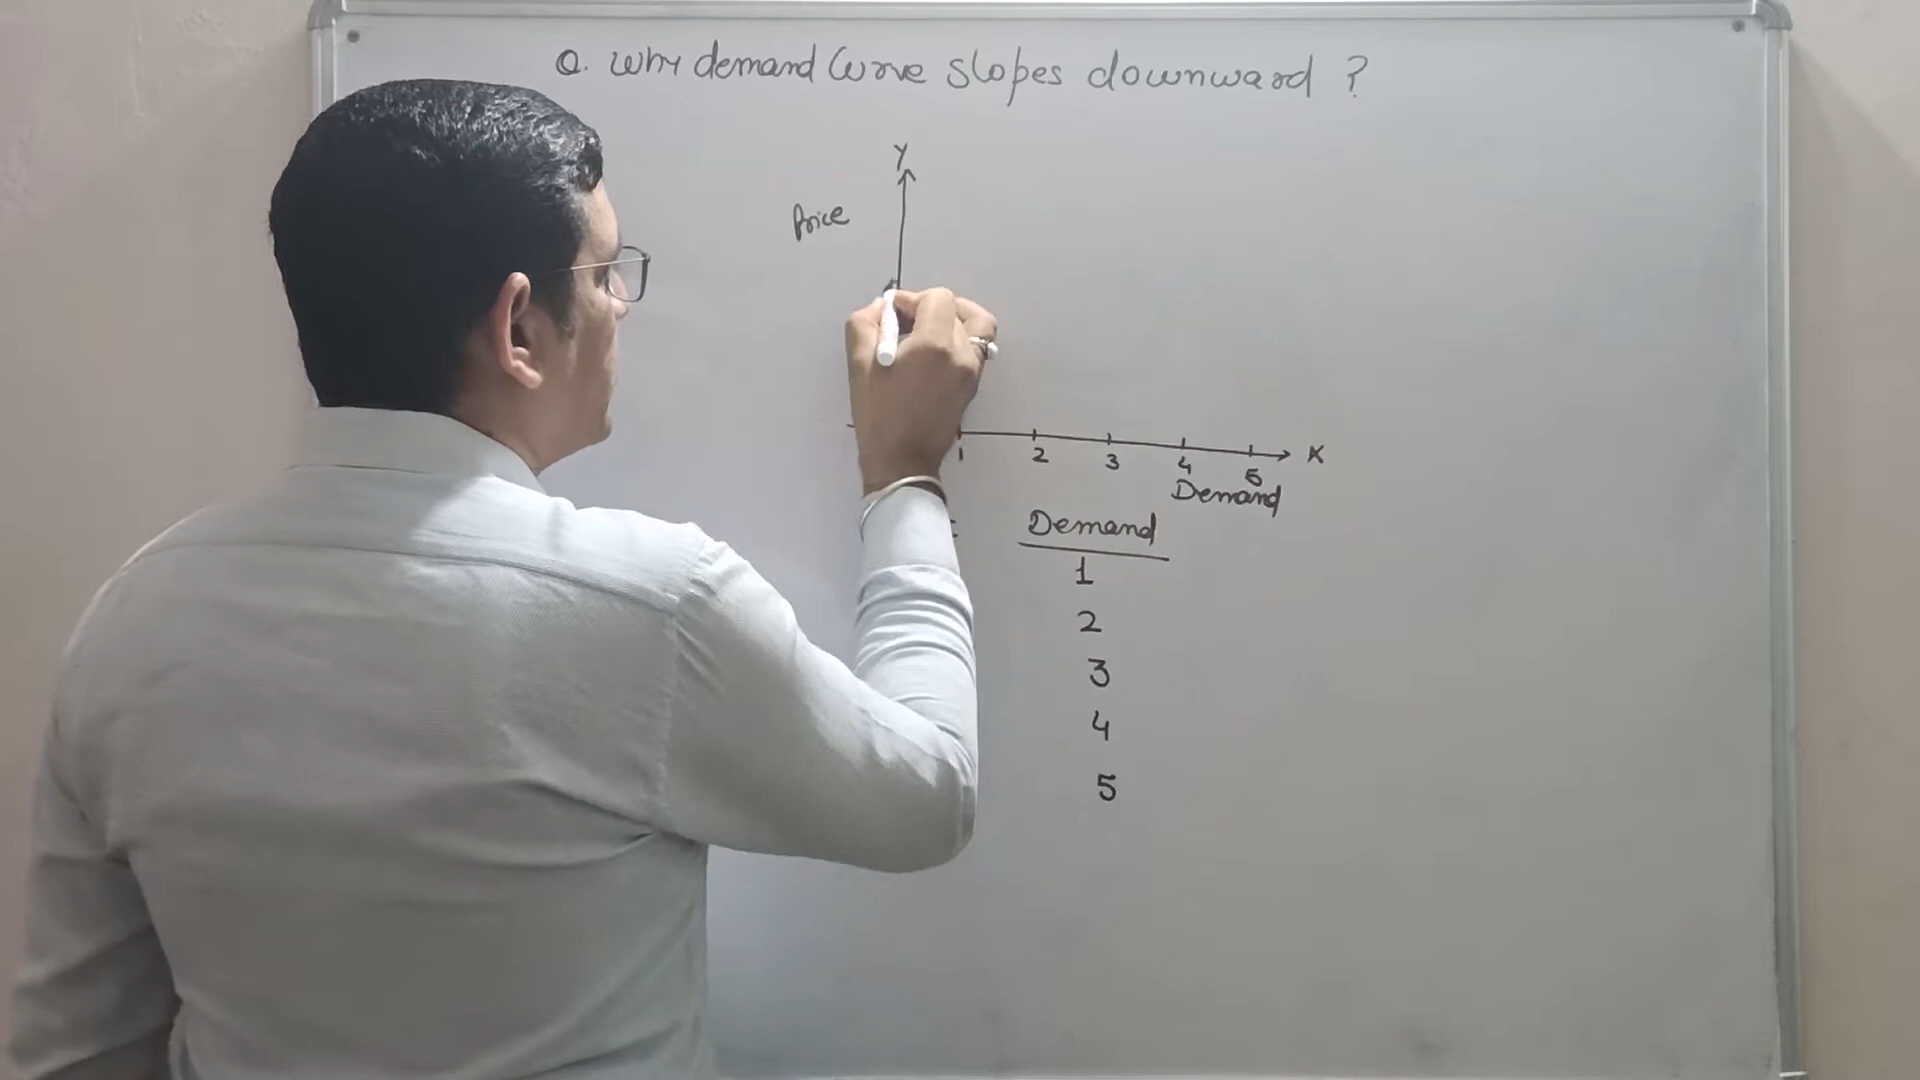 Q. Why demand Curve slopes downward ?
Y
Price
X
1 2 3 4 5
Demand
Demand
1
2
3
4
5